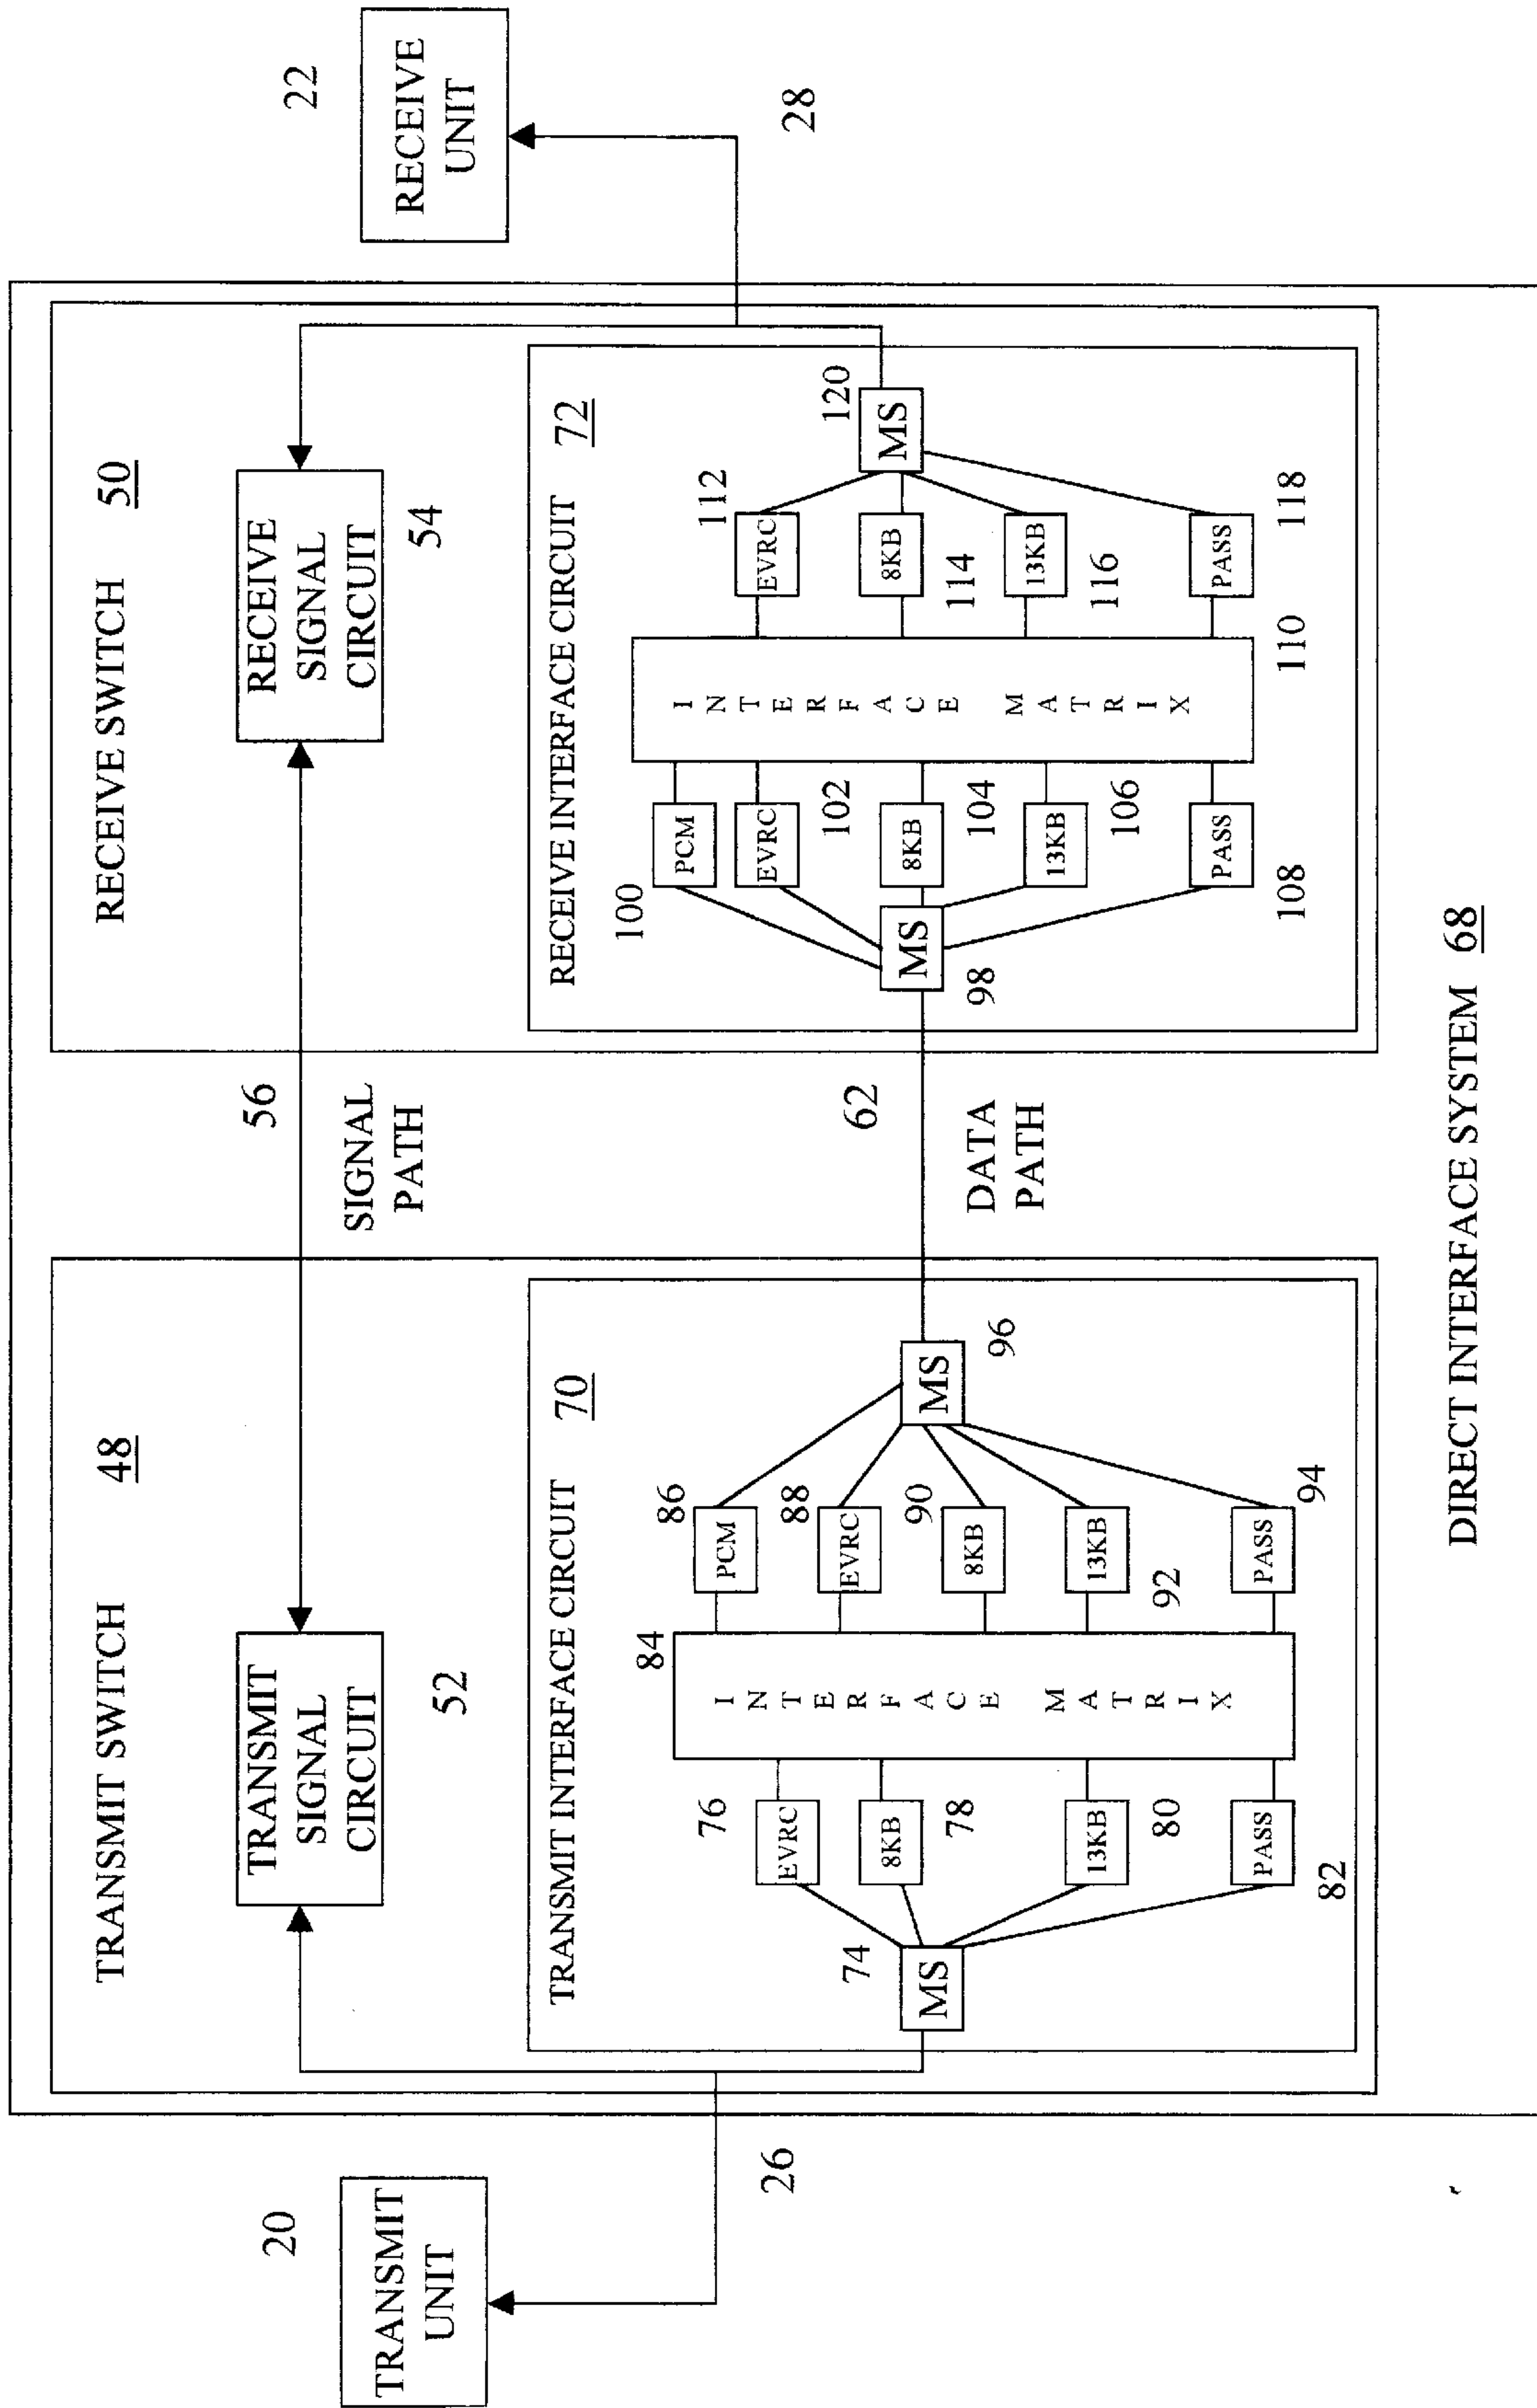 TRANSMIT
UNIT
20
26
TRANSMIT SWITCH 48
TRANSMIT
SIGNAL
CIRCUIT
52
TRANSMIT INTERFACE CIRCUIT 70
MS
74
EVRC
76
8KB
78
13KB
80
PASS
82
84
INTERFACE MATRIX
PCM
86
EVRC
88
8KB
90
13KB
92
PASS
94
MS
96
56
SIGNAL
PATH
62
DATA
PATH
RECEIVE SWITCH 50
RECEIVE
SIGNAL
CIRCUIT
54
RECEIVE INTERFACE CIRCUIT 72
MS
98
100
PCM
EVRC
102
8KB
104
13KB
106
PASS
108
INTERFACE MATRIX
110
EVRC
112
8KB
114
13KB
116
PASS
118
MS
120
RECEIVE
UNIT
22
28
DIRECT INTERFACE SYSTEM 68